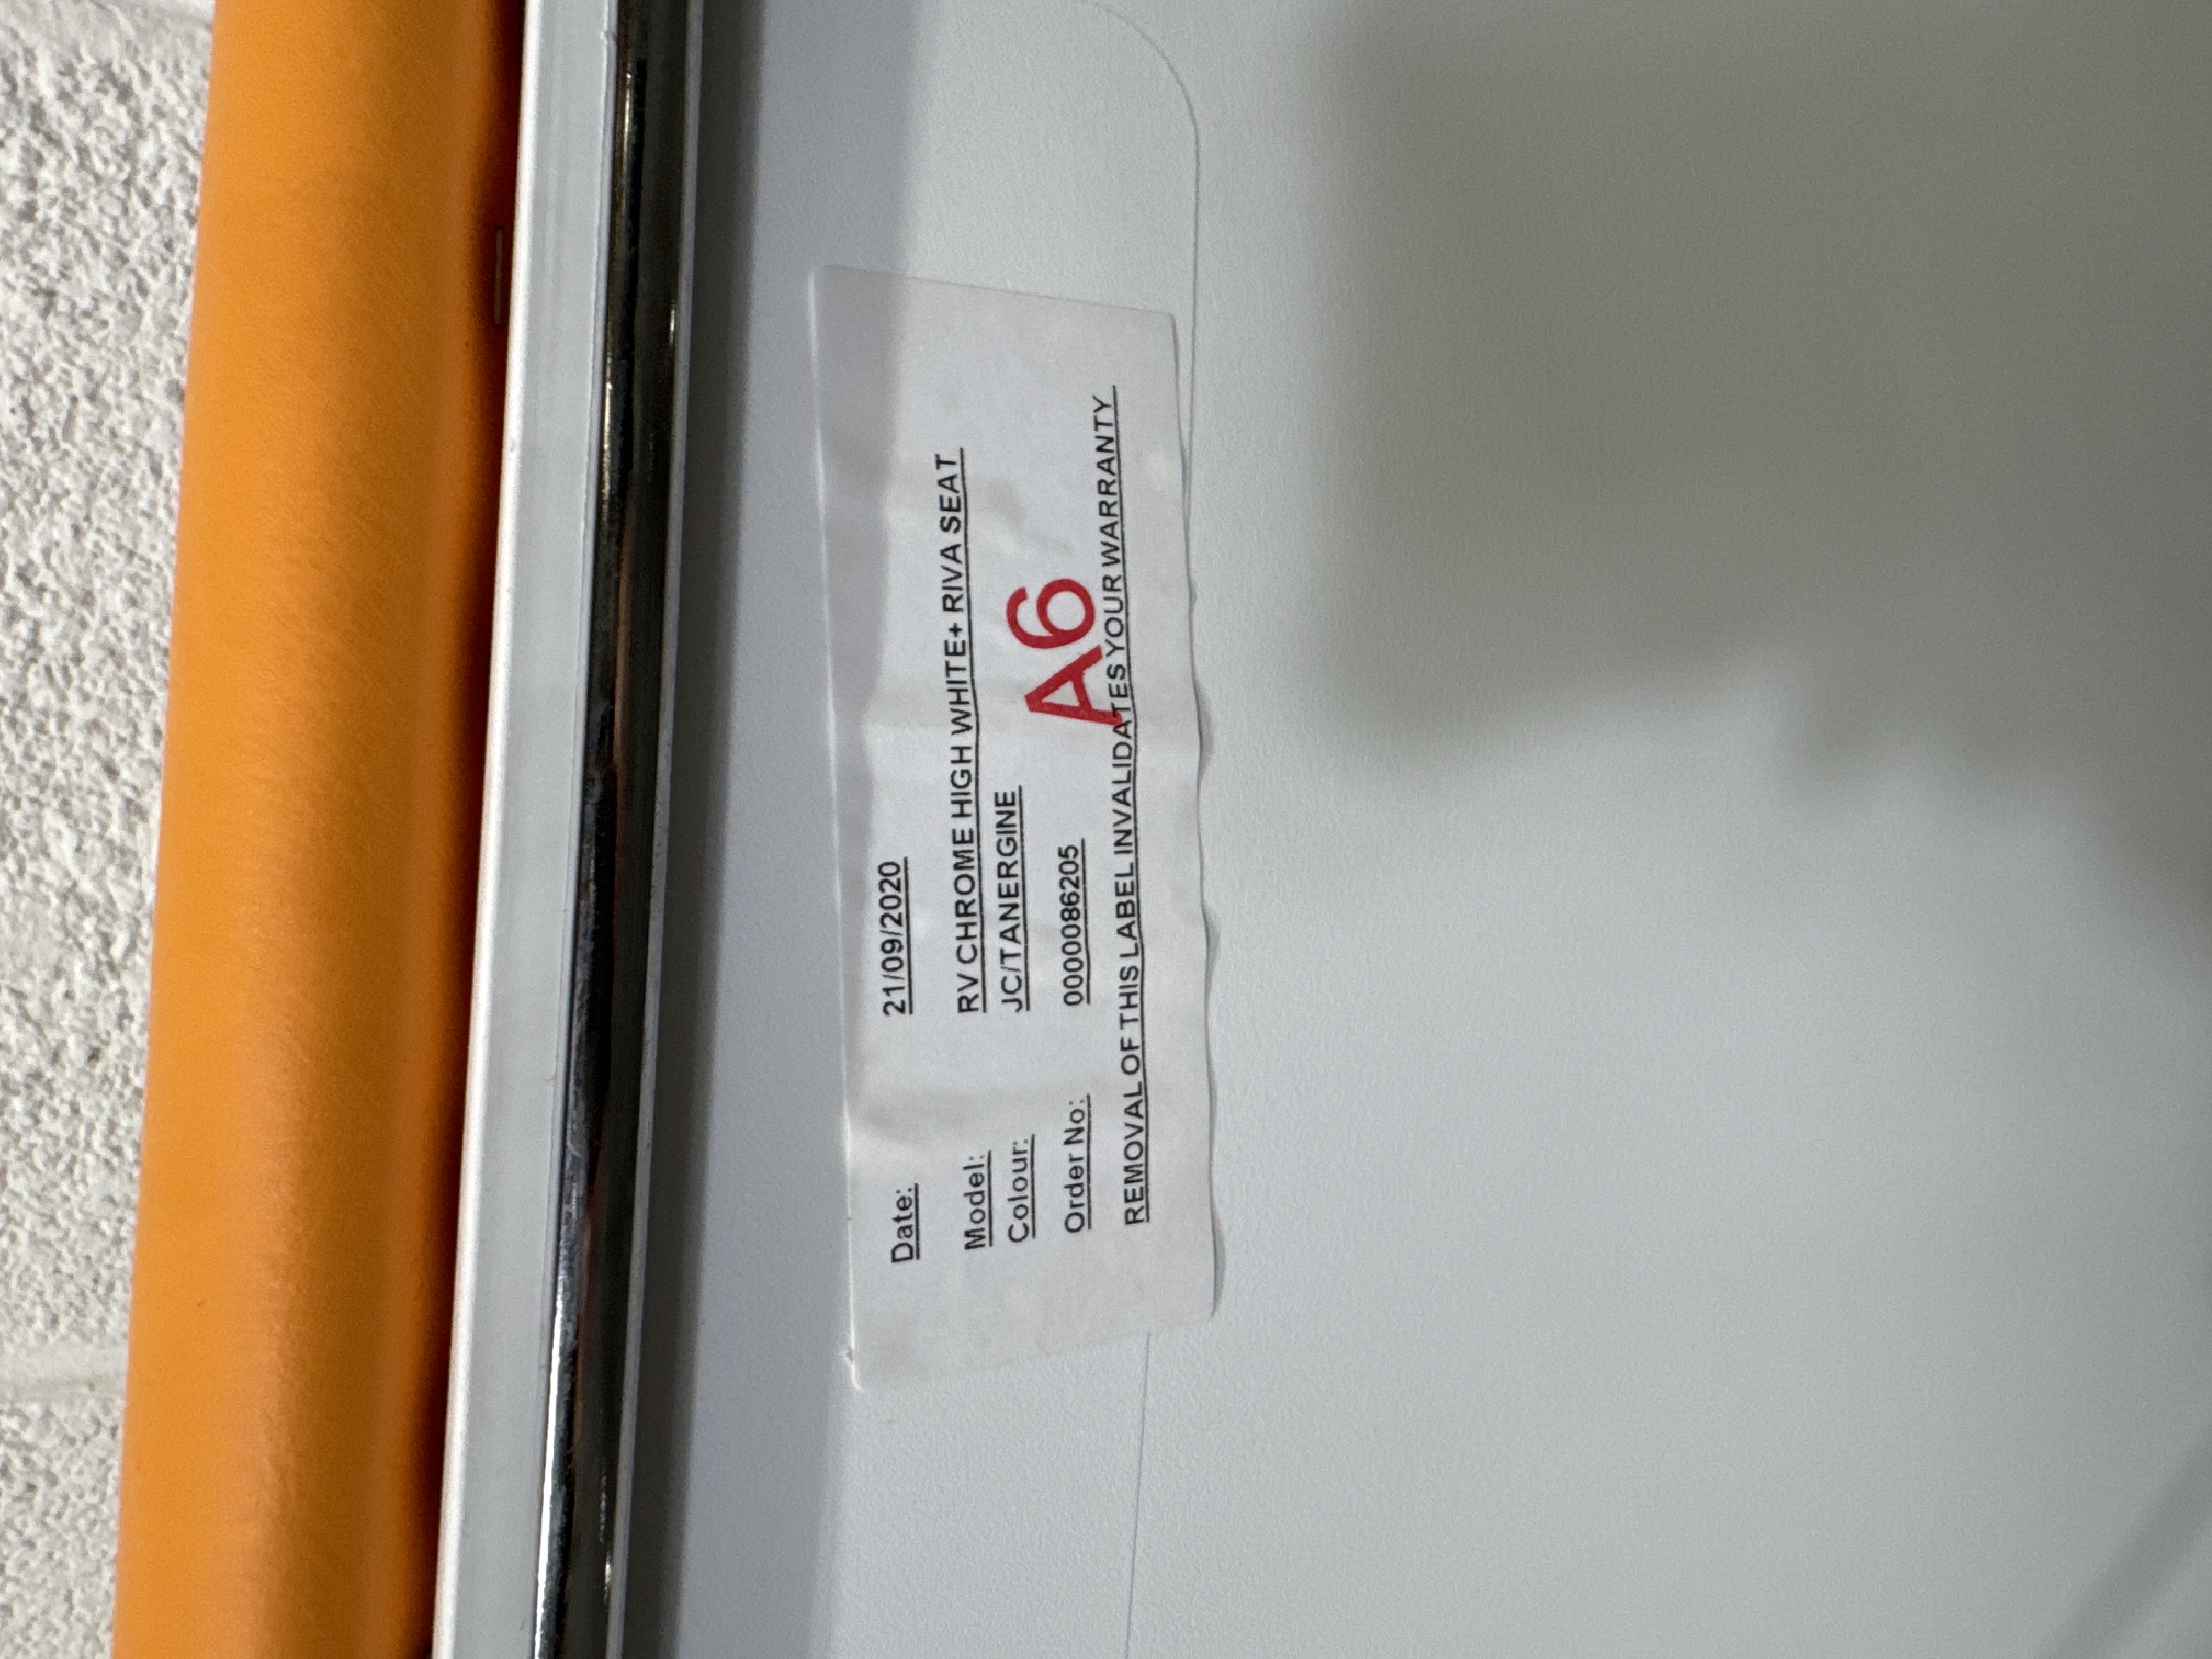 Date: 21/09/2020
Model: RV CHROME HIGH WHITE+ RIVA SEAT
Colour: JC/TANERGINE
A6
Order No: 0000086205
REMOVAL OF THIS LABEL INVALIDATES YOUR WARRANTY